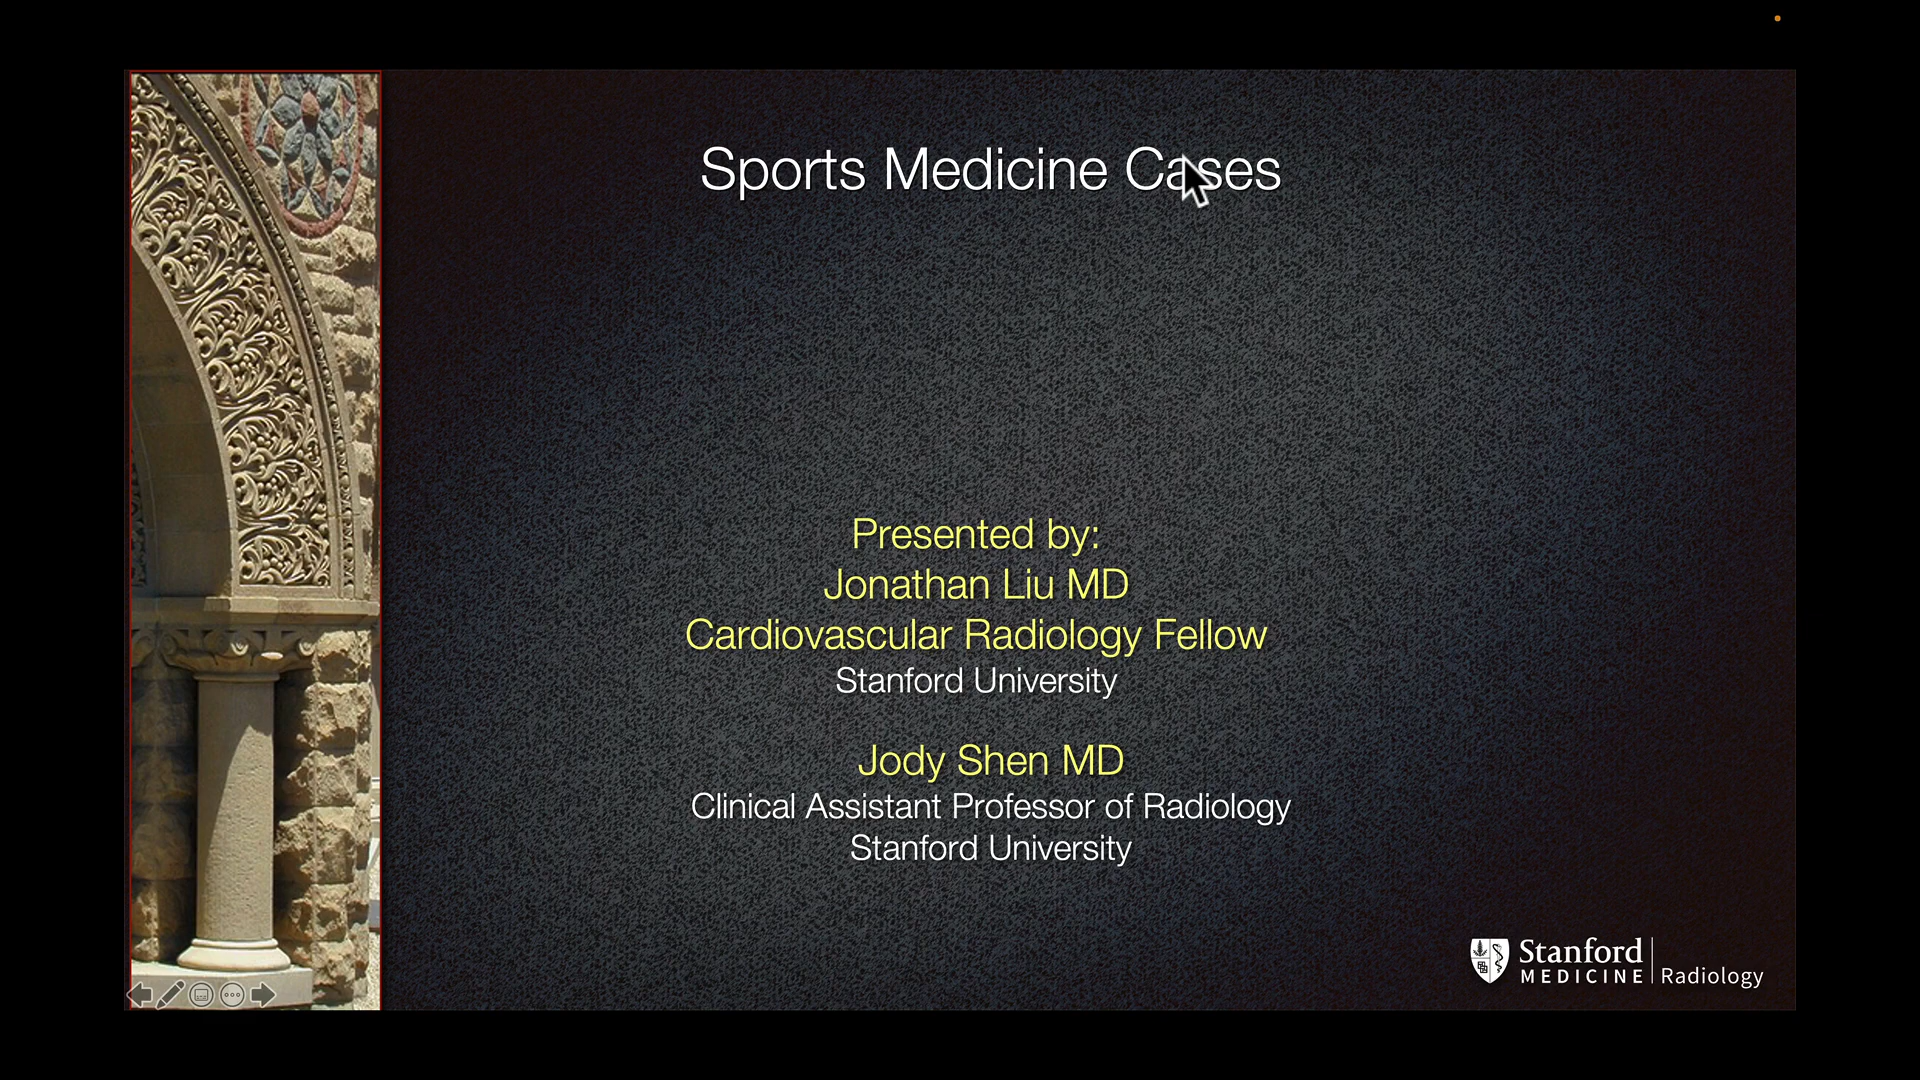 Sports Medicine Cases
Presented by:
Jonathan Liu MD
Cardiovascular Radiology Fellow
Stanford University
Jody Shen MD
Clinical Assistant Professor of Radiology
Stanford University
Stanford
MEDICINE
Radiology